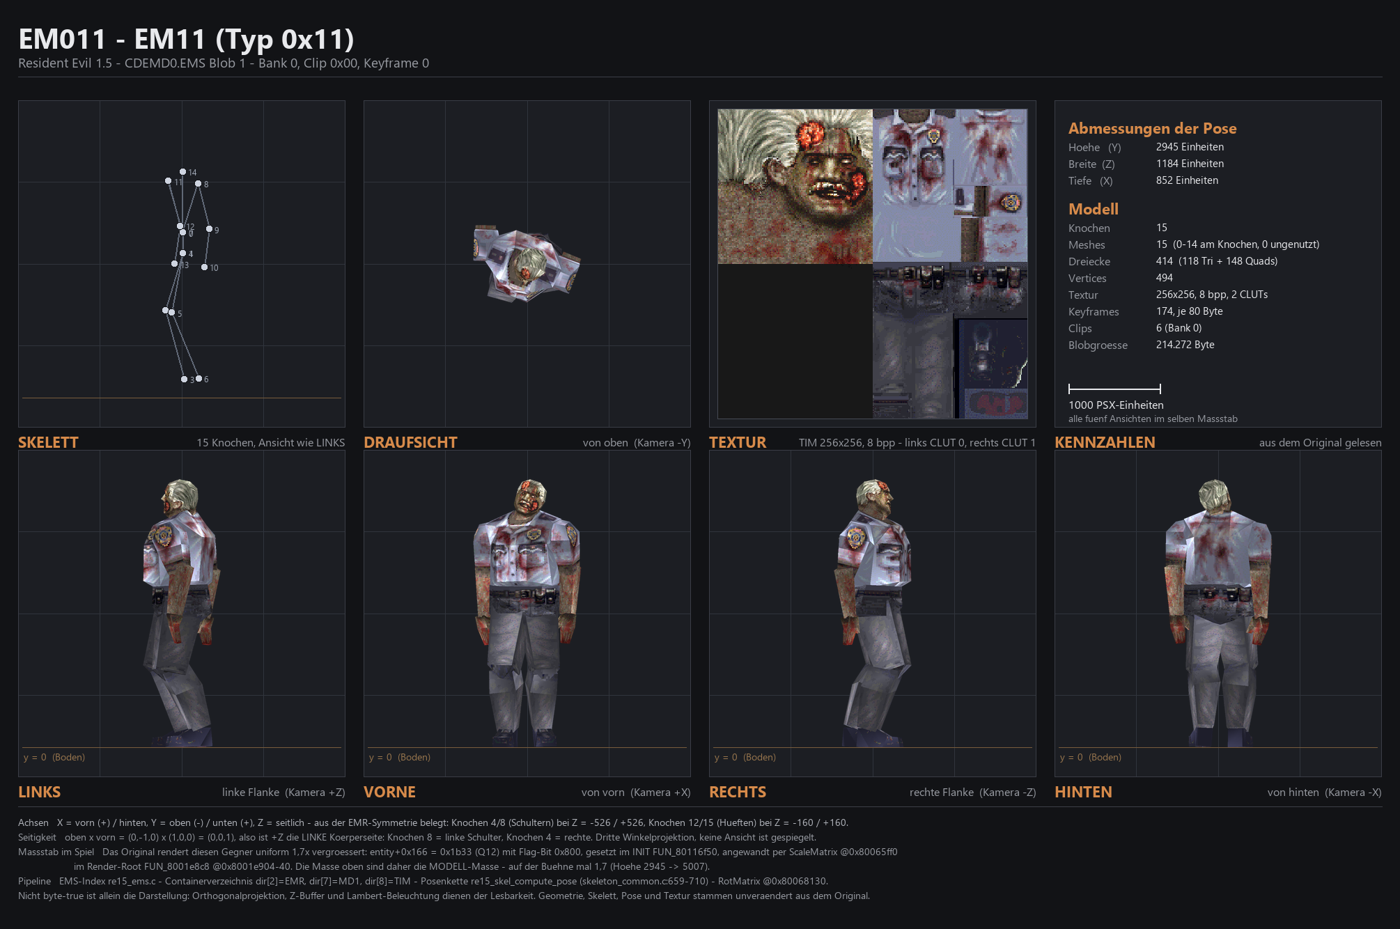 EM011 - EM11 (Typ 0x11)
Resident Evil 1.5 - CDEMD0.EMS Blob 1 - Bank 0, Clip 0x00, Keyframe 0
14
11
8
12
9
4
13
10
5
3
6
SKELETT
15 Knochen, Ansicht wie LINKS
DRAUFSICHT
von oben (Kamera -Y)
TEXTUR
TIM 256x256, 8 bpp - links CLUT 0, rechts CLUT 1
Abmessungen der Pose
Hoehe (Y) 2945 Einheiten
Breite (Z) 1184 Einheiten
Tiefe (X) 852 Einheiten
Modell
Knochen 15
Meshes 15 (0-14 am Knochen, 0 ungenutzt)
Dreiecke 414 (118 Tri + 148 Quads)
Vertices 494
Textur 256x256, 8 bpp, 2 CLUTs
Keyframes 174, je 80 Byte
Clips 6 (Bank 0)
Blobgroesse 214.272 Byte
1000 PSX-Einheiten
alle fuenf Ansichten im selben Massstab
KENNZAHLEN
aus dem Original gelesen
y = 0 (Boden)
LINKS
linke Flanke (Kamera +Z)
y = 0 (Boden)
VORNE
von vorn (Kamera +X)
y = 0 (Boden)
RECHTS
rechte Flanke (Kamera -Z)
y = 0 (Boden)
HINTEN
von hinten (Kamera -X)
Achsen X = vorn (+) / hinten, Y = oben (-) / unten (+), Z = seitlich - aus der EMR-Symmetrie belegt: Knochen 4/8 (Schultern) bei Z = -526 / +526, Knochen 12/15 (Hueften) bei Z = -160 / +160.
Seitigkeit oben x vorn = (0,-1,0) x (1,0,0) = (0,0,1), also ist +Z die LINKE Koerperseite: Knochen 8 = linke Schulter, Knochen 4 = rechte. Dritte Winkelprojektion, keine Ansicht ist gespiegelt.
Massstab im Spiel Das Original rendert diesen Gegner uniform 1,7x vergroessert: entity+0x166 = 0x1b33 (Q12) mit Flag-Bit 0x800, gesetzt im INIT FUN_80116f50, angewandt per ScaleMatrix @0x80065ff0
im Render-Root FUN_8001e8c8 @0x8001e904-40. Die Masse oben sind daher die MODELL-Masse - auf der Buehne mal 1,7 (Hoehe 2945 -> 5007).
Pipeline EMS-Index re15_ems.c - Containerverzeichnis dir[2]=EMR, dir[7]=MD1, dir[8]=TIM - Posenkette re15_skel_compute_pose (skeleton_common.c:659-710) - RotMatrix @0x80068130.
Nicht byte-true ist allein die Darstellung: Orthogonalprojektion, Z-Buffer und Lambert-Beleuchtung dienen der Lesbarkeit. Geometrie, Skelett, Pose und Textur stammen unveraendert aus dem Original.